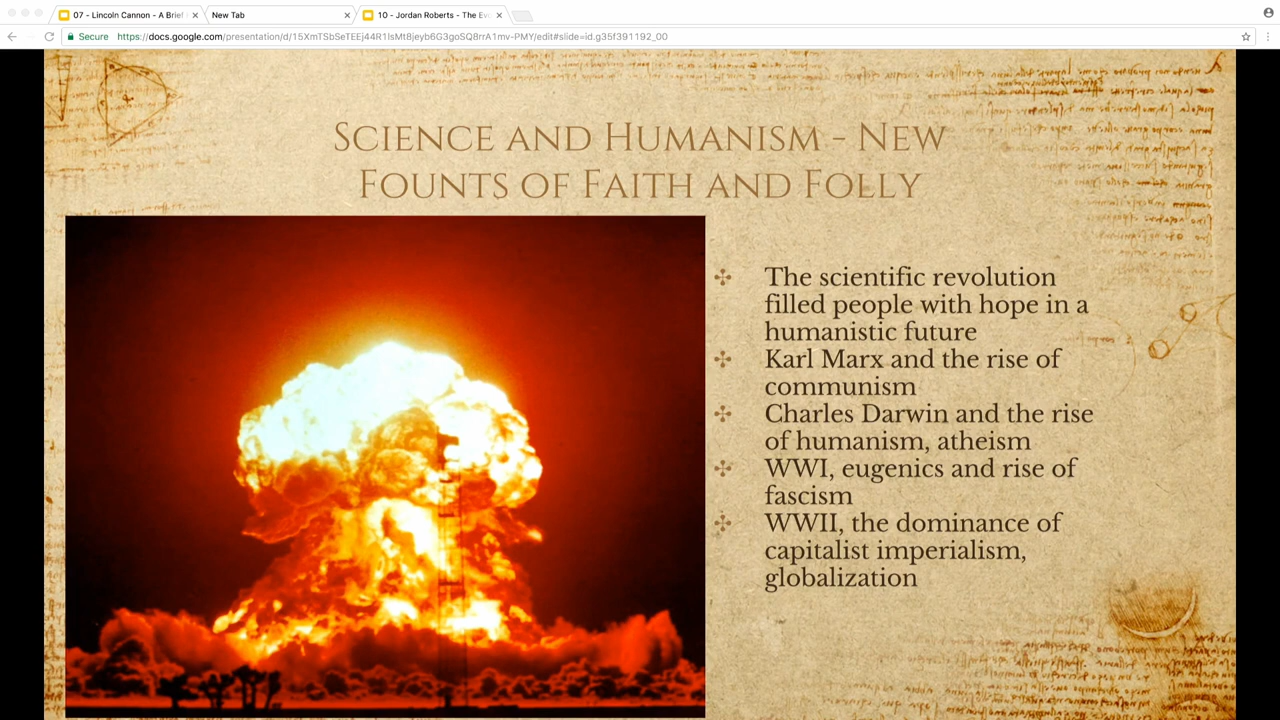 07 - Lincoln Cannon - A Brief
New Tab
10 - Jordan Roberts - The Ev
Secure https://docs.google.com/presentation/d/15XmTSbSeTEEj44R1IsMt8jeyb6G3goSQBrrA1mv-PMY/edit#slide=id.g35f391192_00
SCIENCE AND HUMANISM - NEW
FOUNTS OF FAITH AND FOLLY
The scientific revolution
filled people with hope in a
humanistic future
Karl Marx and the rise of
communism
Charles Darwin and the rise
of humanism, atheism
WWI, eugenics and rise of
fascism
WWII, the dominance of
capitalist imperialism,
globalization